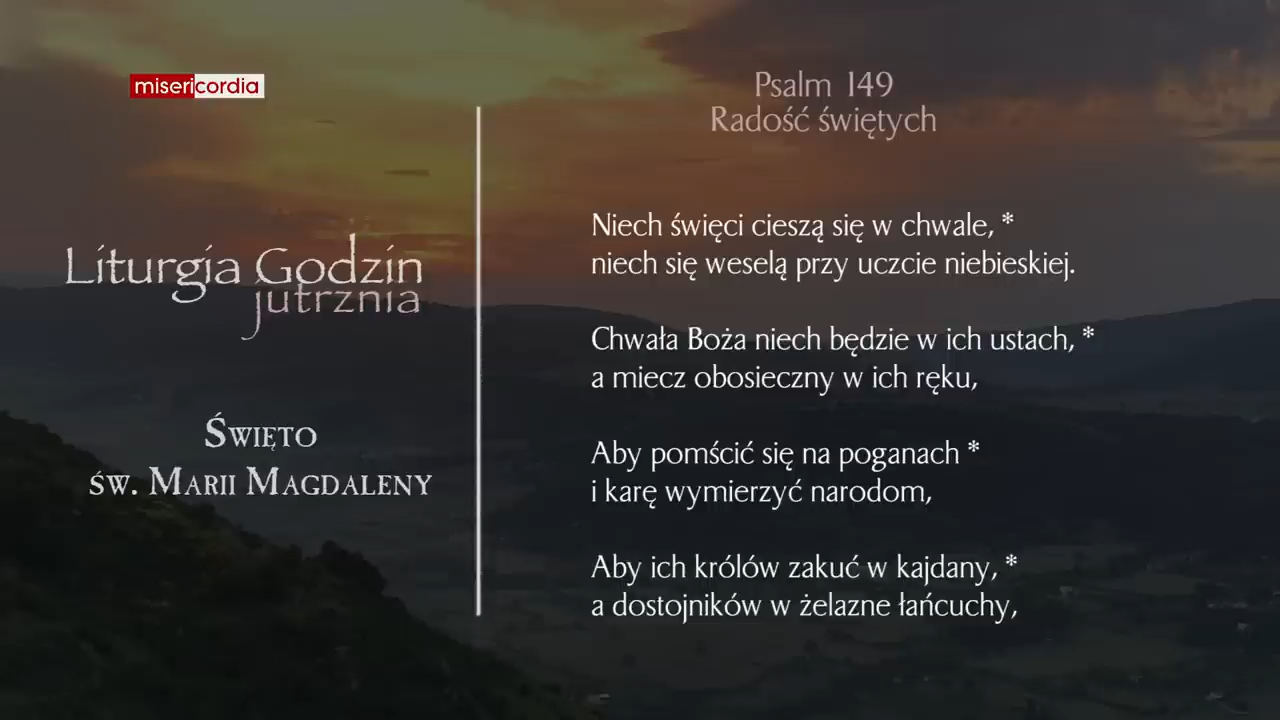 misericordia
Liturgia Godzin
jutrznia
Święto
św. Marii Magdaleny
Psalm 149
Radość świętych
Niech święci cieszą się w chwale, *
niech się weselą przy uczcie niebieskiej.
Chwała Boża niech będzie w ich ustach, *
a miecz obosieczny w ich ręku,
Aby pomścić się na poganach *
i karę wymierzyć narodom,
Aby ich królów zakuć w kajdany, *
a dostojników w żelazne łańcuchy,